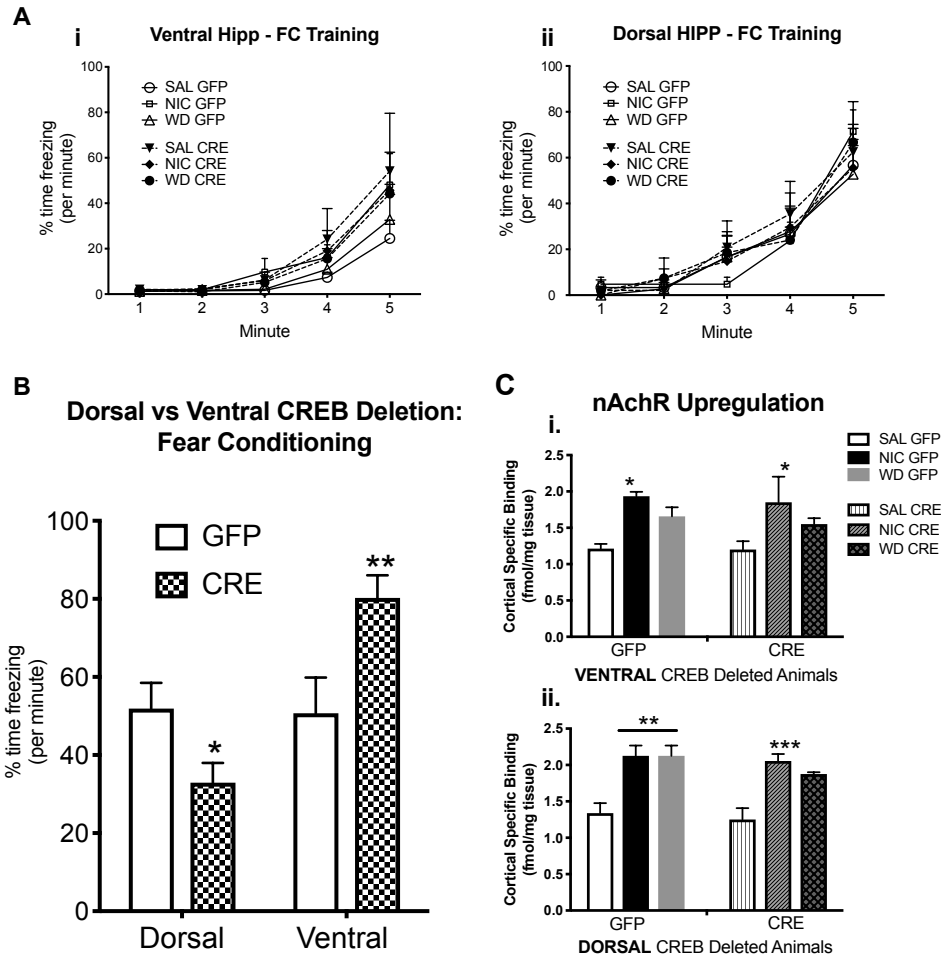 A
i
Ventral Hipp - FC Training
% time freezing
(per minute)
100
80
60
40
20
0
SAL GFP
NIC GFP
WD GFP
SAL CRE
NIC CRE
WD CRE
1 2 3 4 5
Minute
ii
Dorsal HIPP - FC Training
% time freezing
(per minute)
100
80
60
40
20
0
SAL GFP
NIC GFP
WD GFP
SAL CRE
NIC CRE
WD CRE
1 2 3 4 5
Minute
B
Dorsal vs Ventral CREB Deletion:
Fear Conditioning
% time freezing
(per minute)
100
80
60
40
20
0
GFP
CRE
*
**
Dorsal Ventral
C
nAchR Upregulation
i.
SAL GFP
NIC GFP
WD GFP
SAL CRE
NIC CRE
WD CRE
Cortical Specific Binding
(fmol/mg tissue)
2.5
2.0
1.5
1.0
0.5
0.0
*
*
GFP CRE
VENTRAL CREB Deleted Animals
ii.
Cortical Specific Binding
(fmol/mg tissue)
2.5
2.0
1.5
1.0
0.5
0.0
**
***
GFP CRE
DORSAL CREB Deleted Animals